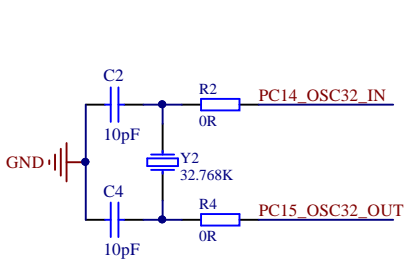 C2
R2
PC14_OSC32_IN
10pF
0R
GND
Y2
32.768K
C4
R4
PC15_OSC32_OUT
10pF
0R